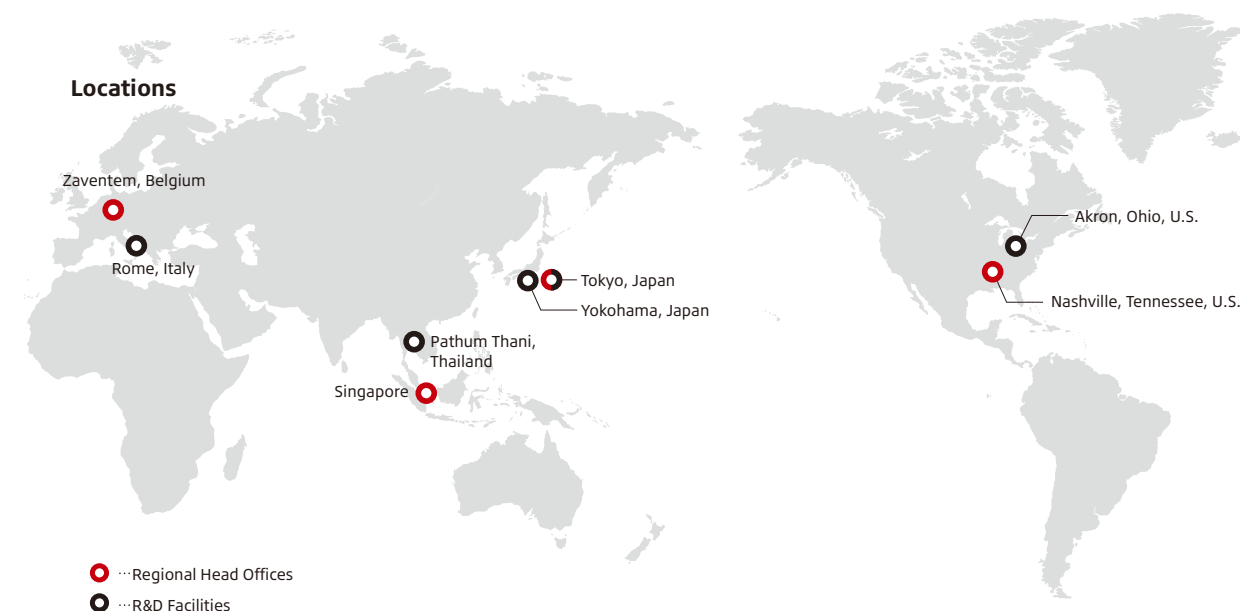 Locations
Zaventem, Belgium
Rome, Italy
Tokyo, Japan
Yokohama, Japan
Pathum Thani,
Thailand
Singapore
Akron, Ohio, U.S.
Nashville, Tennessee, U.S.
…Regional Head Offices
…R&D Facilities